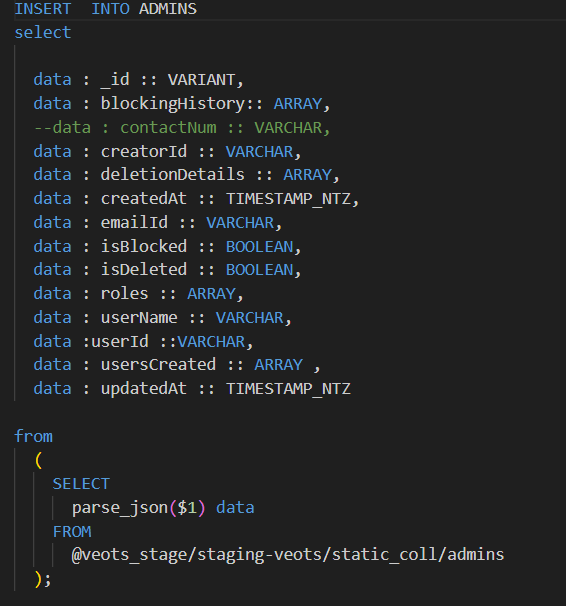 INSERT  INTO ADMINS
select
data : _id :: VARIANT,
data : blockingHistory:: ARRAY,
--data : contactNum :: VARCHAR,
data : creatorId :: VARCHAR,
data : deletionDetails :: ARRAY,
data : createdAt :: TIMESTAMP_NTZ,
data : emailId :: VARCHAR,
data : isBlocked :: BOOLEAN,
data : isDeleted :: BOOLEAN,
data : roles :: ARRAY,
data : userName :: VARCHAR,
data :userId ::VARCHAR,
data : usersCreated :: ARRAY ,
data : updatedAt :: TIMESTAMP_NTZ
from
(
SELECT
parse_json($1) data
FROM
@veots_stage/staging-veots/static_coll/admins
);